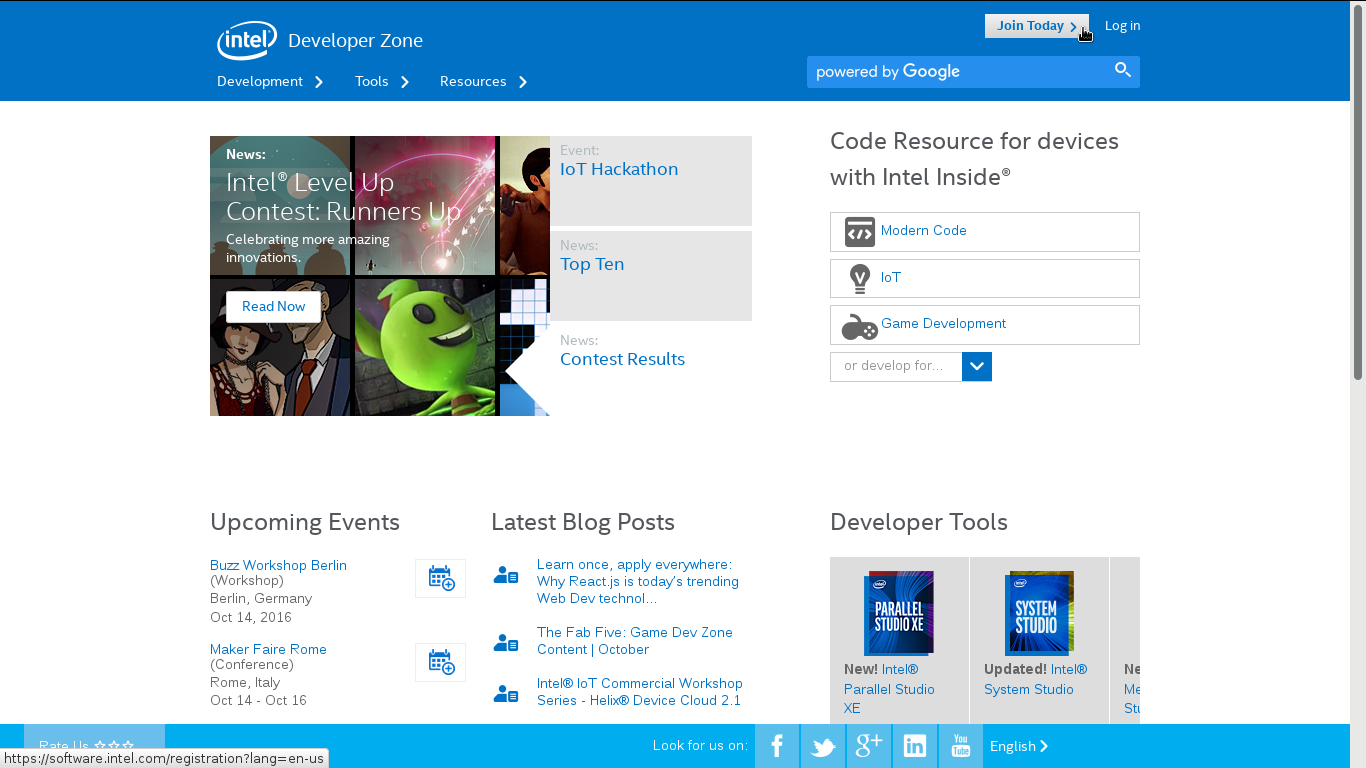 Join Today
Log in
intel
Developer Zone
Development
Tools
Resources
powered by Google
News:
Intel® Level Up
Contest: Runners Up
Celebrating more amazing
innovations.
Read Now
Event:
IoT Hackathon
News:
Top Ten
News:
Contest Results
Code Resource for devices
with Intel Inside®
Modern Code
IoT
Game Development
or develop for...
Upcoming Events
Buzz Workshop Berlin
(Workshop)
Berlin, Germany
Oct 14, 2016
Maker Faire Rome
(Conference)
Rome, Italy
Oct 14 - Oct 16
Latest Blog Posts
Learn once, apply everywhere:
Why React.js is today's trending
Web Dev technol...
The Fab Five: Game Dev Zone
Content | October
Intel® IoT Commercial Workshop
Series - Helix® Device Cloud 2.1
Developer Tools
intel
PARALLEL
STUDIO XE
New! Intel®
Parallel Studio
XE
intel
SYSTEM
STUDIO
Updated! Intel®
System Studio
Ne
Me
Stu
Rate Us
Look for us on:
f
g+
in
You
Tube
English
https://software.intel.com/registration?lang=en-us